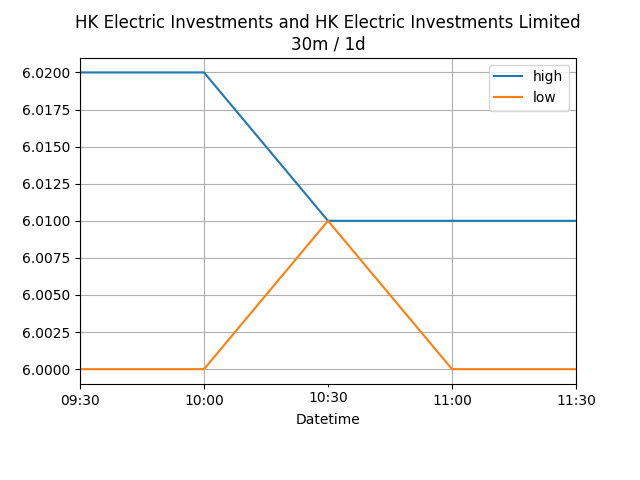 HK Electric Investments and HK Electric Investments Limited
30m / 1d
high
low
6.0200
6.0175
6.0150
6.0125
6.0100
6.0075
6.0050
6.0025
6.0000
09:30
10:00
10:30
11:00
11:30
Datetime